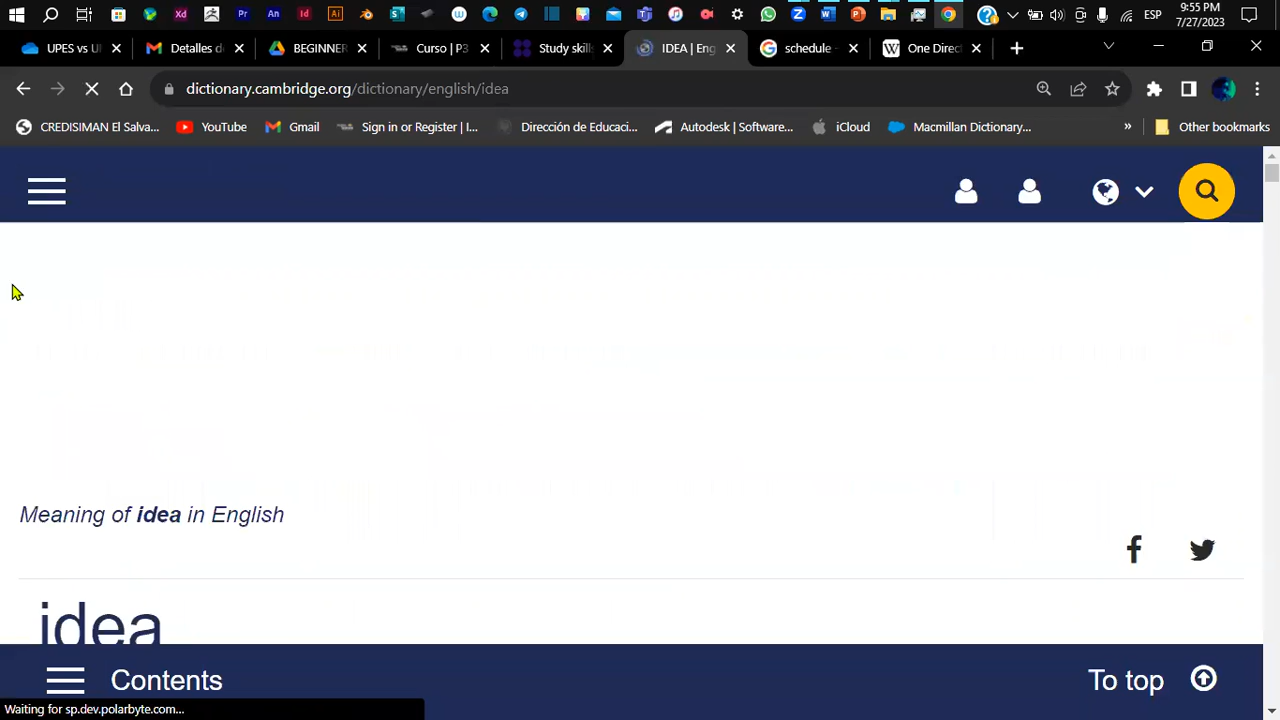 ESP
9:55 PM
7/27/2023
UPES vs U
Detalles d
BEGINNER
Curso | P3
Study skill
IDEA | Eng
schedule -
One Direct
dictionary.cambridge.org/dictionary/english/idea
CREDISIMAN El Salva...
YouTube
Gmail
Sign in or Register | I...
Dirección de Educaci...
Autodesk | Software...
iCloud
Macmillan Dictionary...
»
Other bookmarks
Meaning of idea in English
idea
Contents
To top
Waiting for sp.dev.polarbyte.com...